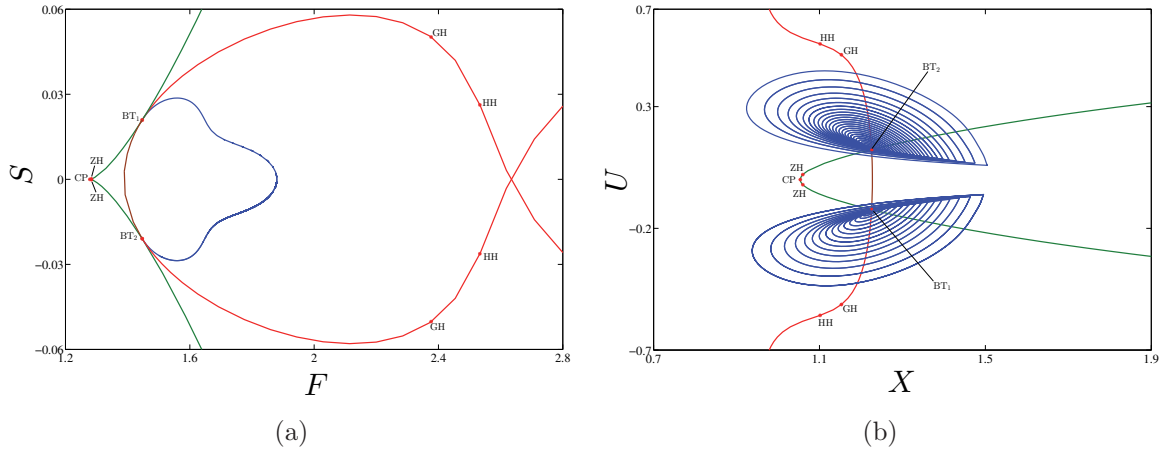 0.06
0.03
0
−0.03
−0.06
1.2
1.6
2
2.4
2.8
S
F
GH
HH
BT1
ZH
CP
ZH
BT2
HH
GH
(a)
0.7
0.3
−0.2
−0.7
0.7
1.1
1.5
1.9
U
X
HH
GH
BT2
ZH
CP
ZH
BT1
GH
HH
(b)